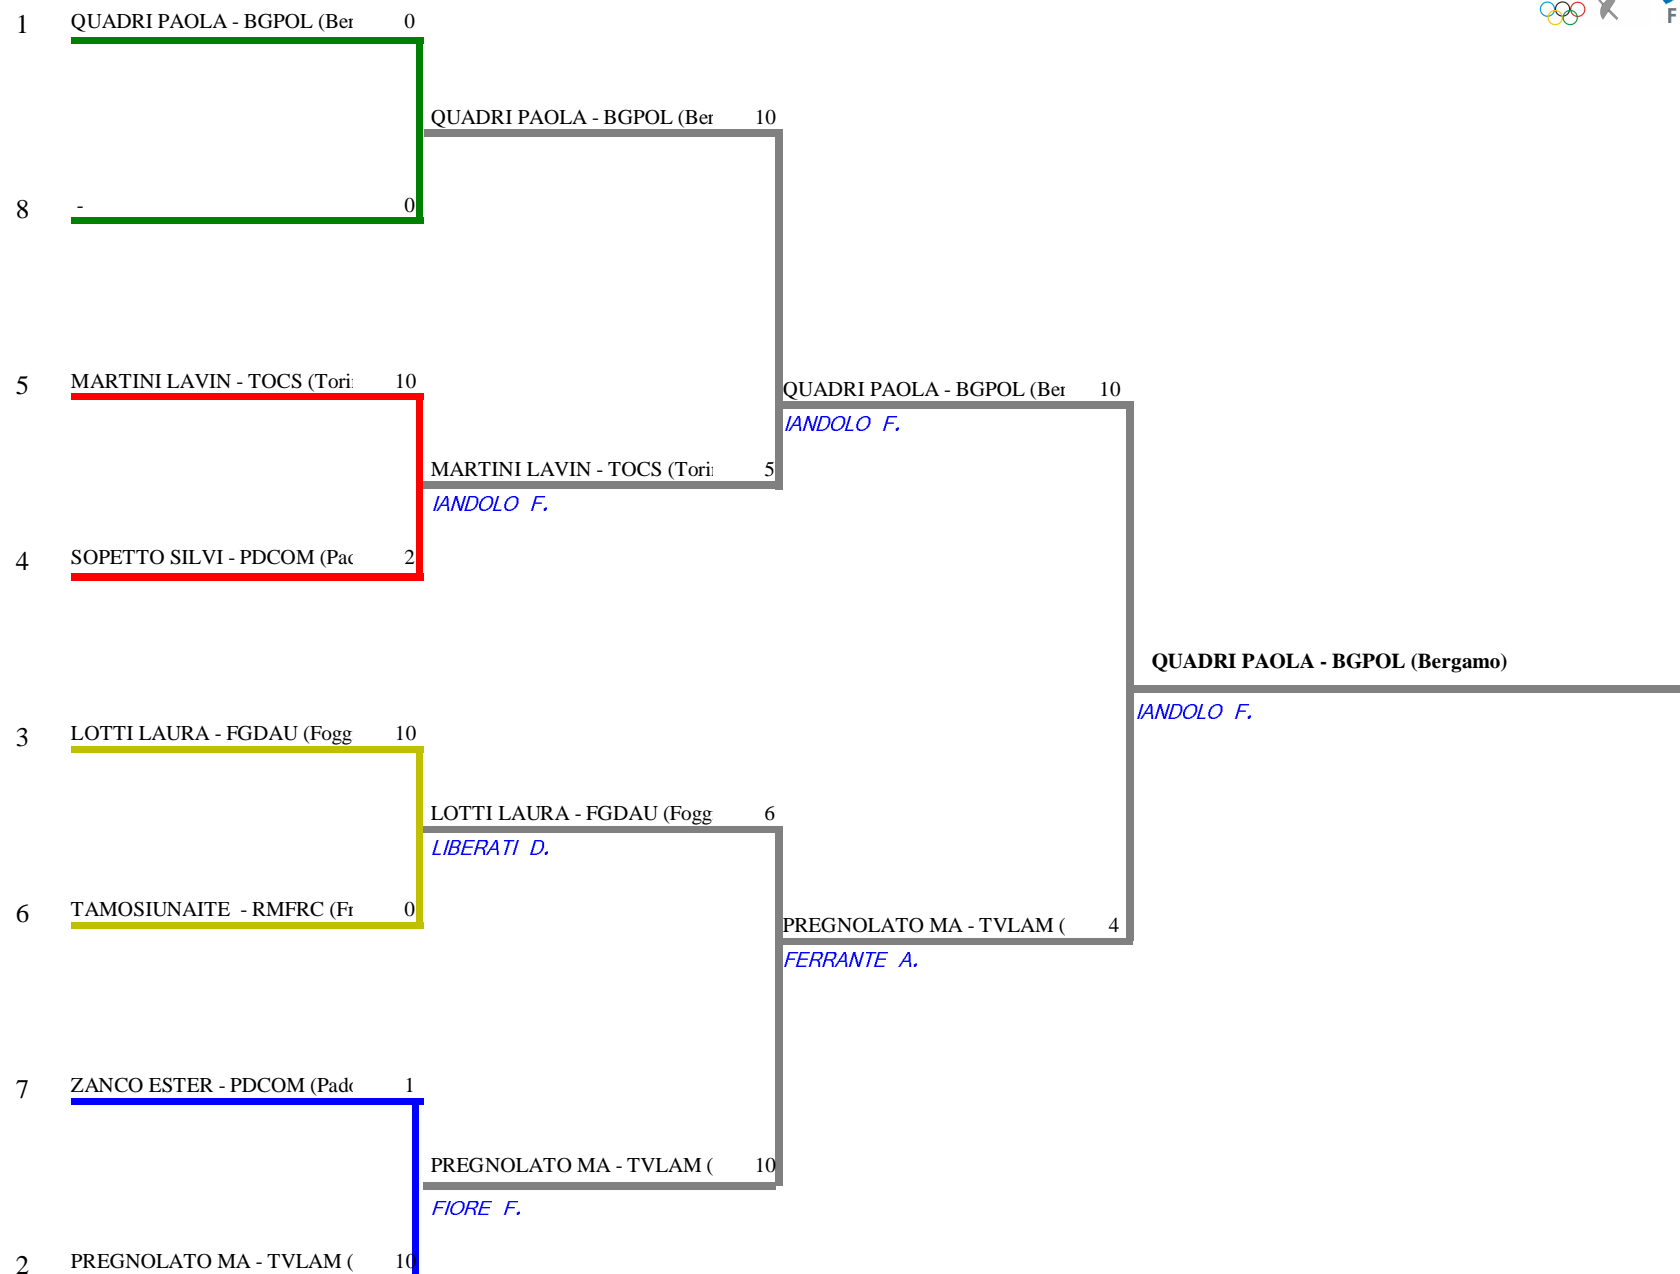 1 QUADRI PAOLA - BGPOL (Ber 0
QUADRI PAOLA - BGPOL (Ber 10
8 - 0
5 MARTINI LAVIN - TOCS (Tori 10
QUADRI PAOLA - BGPOL (Ber 10
IANDOLO F.
MARTINI LAVIN - TOCS (Tori 5
IANDOLO F.
4 SOPETTO SILVI - PDCOM (Pad 2
QUADRI PAOLA - BGPOL (Bergamo)
IANDOLO F.
3 LOTTI LAURA - FGDAU (Fogg 10
LOTTI LAURA - FGDAU (Fogg 6
LIBERATI D.
6 TAMOSIUNAITE - RMFRC (Fr 0
PREGNOLATO MA - TVLAM ( 4
FERRANTE A.
7 ZANCO ESTER - PDCOM (Pado 1
PREGNOLATO MA - TVLAM ( 10
FIORE F.
2 PREGNOLATO MA - TVLAM ( 10
F